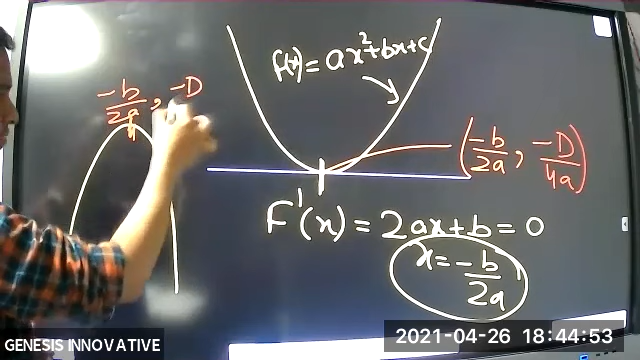 f(x) = ax²+bx+c
-b/2a, -D
(-b/2a, -D/4a)
F'(x) = 2ax+b = 0
x = -b/2a
GENESIS INNOVATIVE
2021-04-26 18:44:53